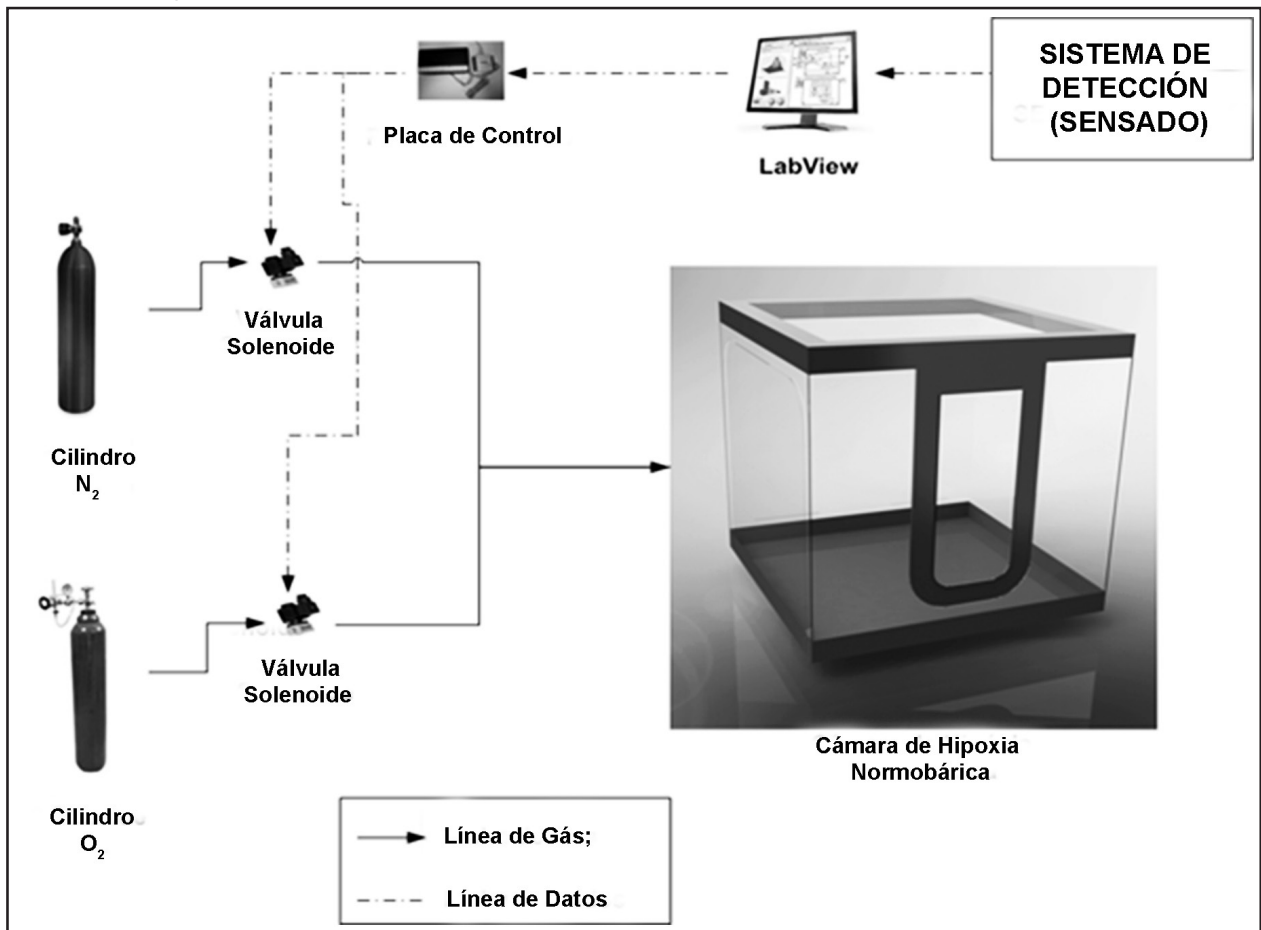 SISTEMA DE
DETECCIÓN
(SENSADO)
Placa de Control
LabView
Válvula
Solenoide
Cilindro
N₂
Válvula
Solenoide
Cámara de Hipoxia
Normobárica
Cilindro
O₂
Línea de Gás;
Línea de Datos